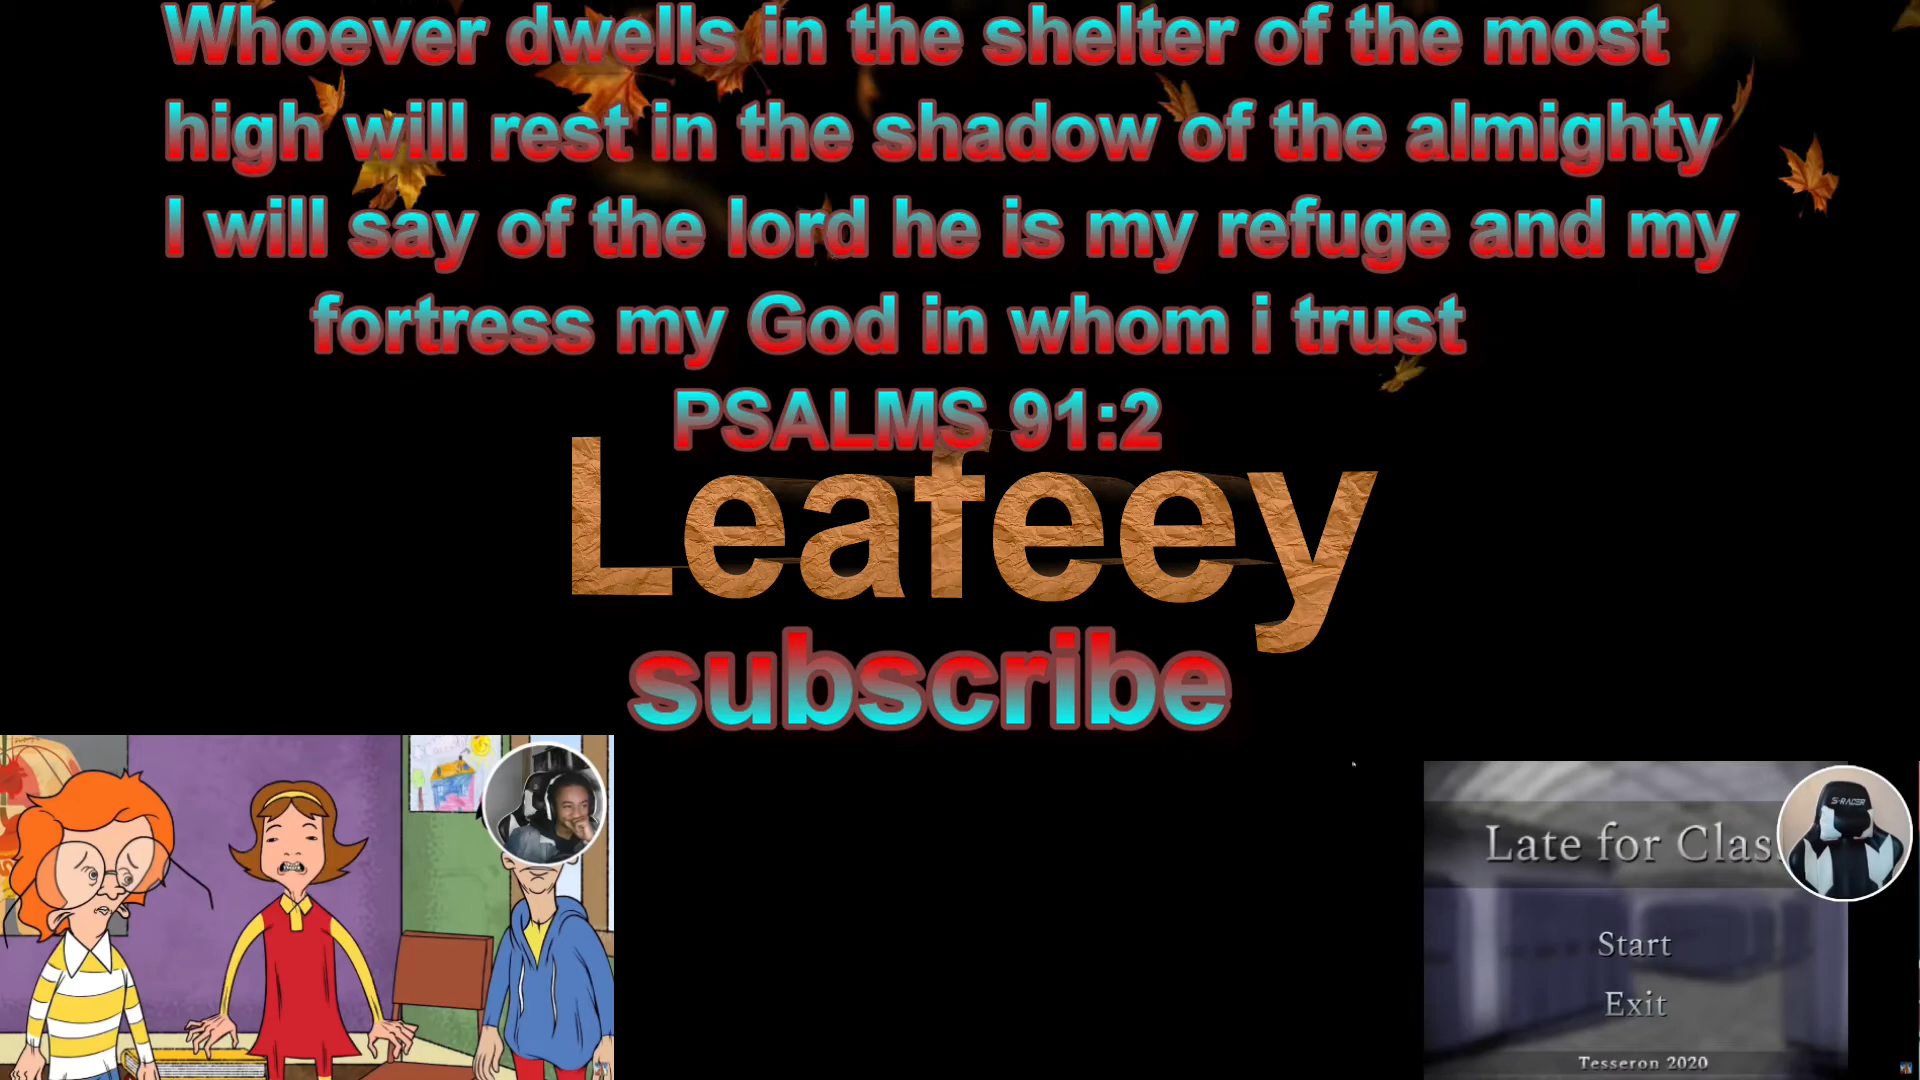 Whoever dwells in the shelter of the most
high will rest in the shadow of the almighty
I will say of the lord he is my refuge and my
fortress my God in whom i trust
PSALMS 91:2
Leafeey
subscribe
Late for Clas
S-RACER
Start
Exit
Tesseron 2020